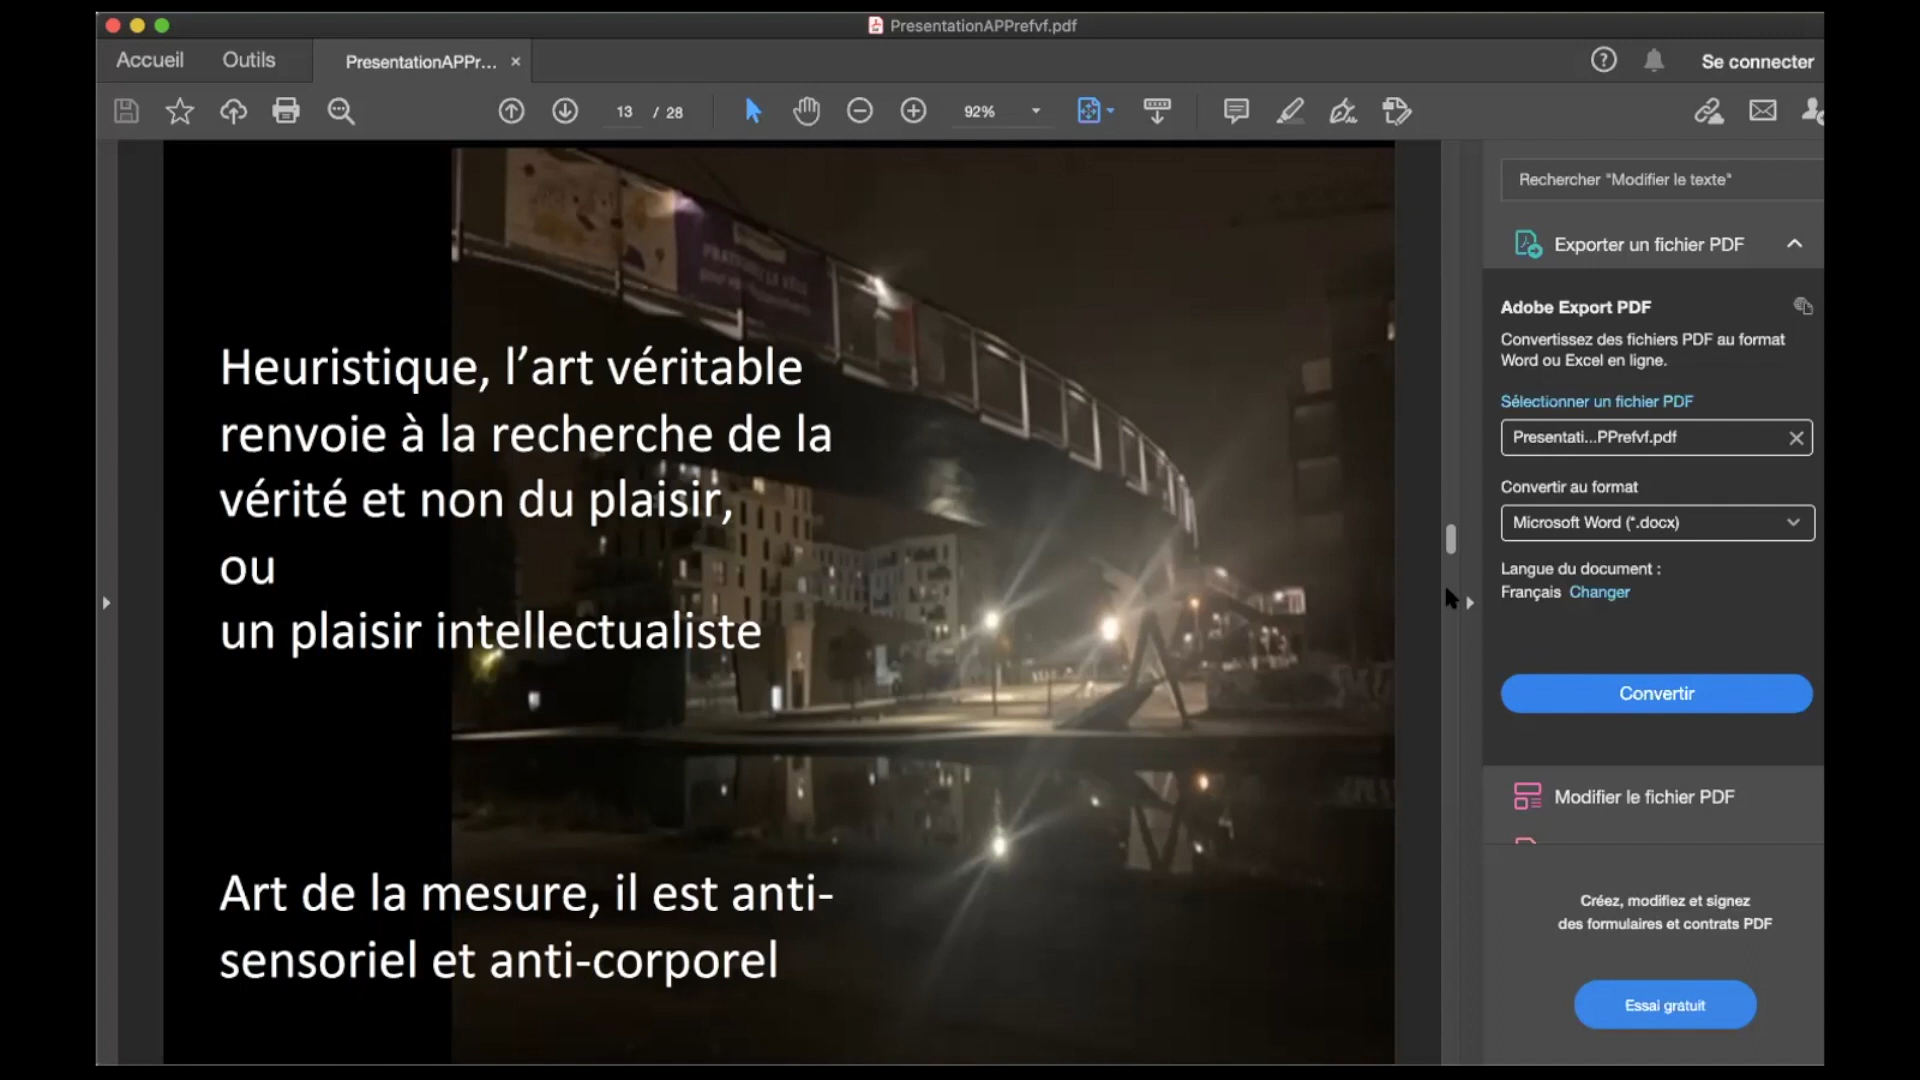 PresentationAPPrefvf.pdf
Accueil
Outils
PresentationAPPr...
Se connecter
13 / 28
92%
Rechercher "Modifier le texte"
Exporter un fichier PDF
Adobe Export PDF
Convertissez des fichiers PDF au format
Word ou Excel en ligne.
Sélectionner un fichier PDF
Presentati...PPrefvf.pdf
Convertir au format
Microsoft Word (*.docx)
Langue du document :
Français Changer
Convertir
Modifier le fichier PDF
Créez, modifiez et signez
des formulaires et contrats PDF
Essai gratuit
Heuristique, l’art véritable
renvoie à la recherche de la
vérité et non du plaisir,
ou
un plaisir intellectualiste
Art de la mesure, il est anti-
sensoriel et anti-corporel